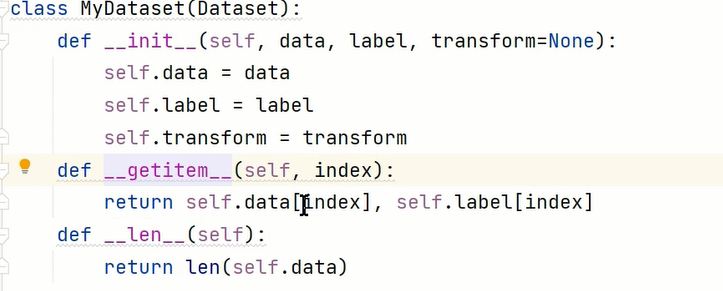 class MyDataset(Dataset):
    def __init__(self, data, label, transform=None):
        self.data = data
        self.label = label
        self.transform = transform
    def __getitem__(self, index):
        return self.data[index], self.label[index]
    def __len__(self):
        return len(self.data)